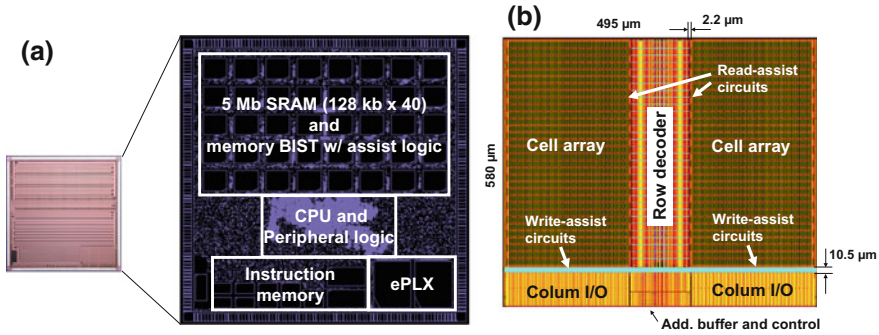 (a)
5 Mb SRAM (128 kb x 40)
and
memory BIST w/ assist logic
CPU and
Peripheral logic
Instruction
memory
ePLX
(b)
495 µm
2.2 µm
Read-assist
circuits
Cell array
Row decoder
Cell array
580 µm
Write-assist
circuits
Write-assist
circuits
10.5 µm
Colum I/O
Colum I/O
Add. buffer and control